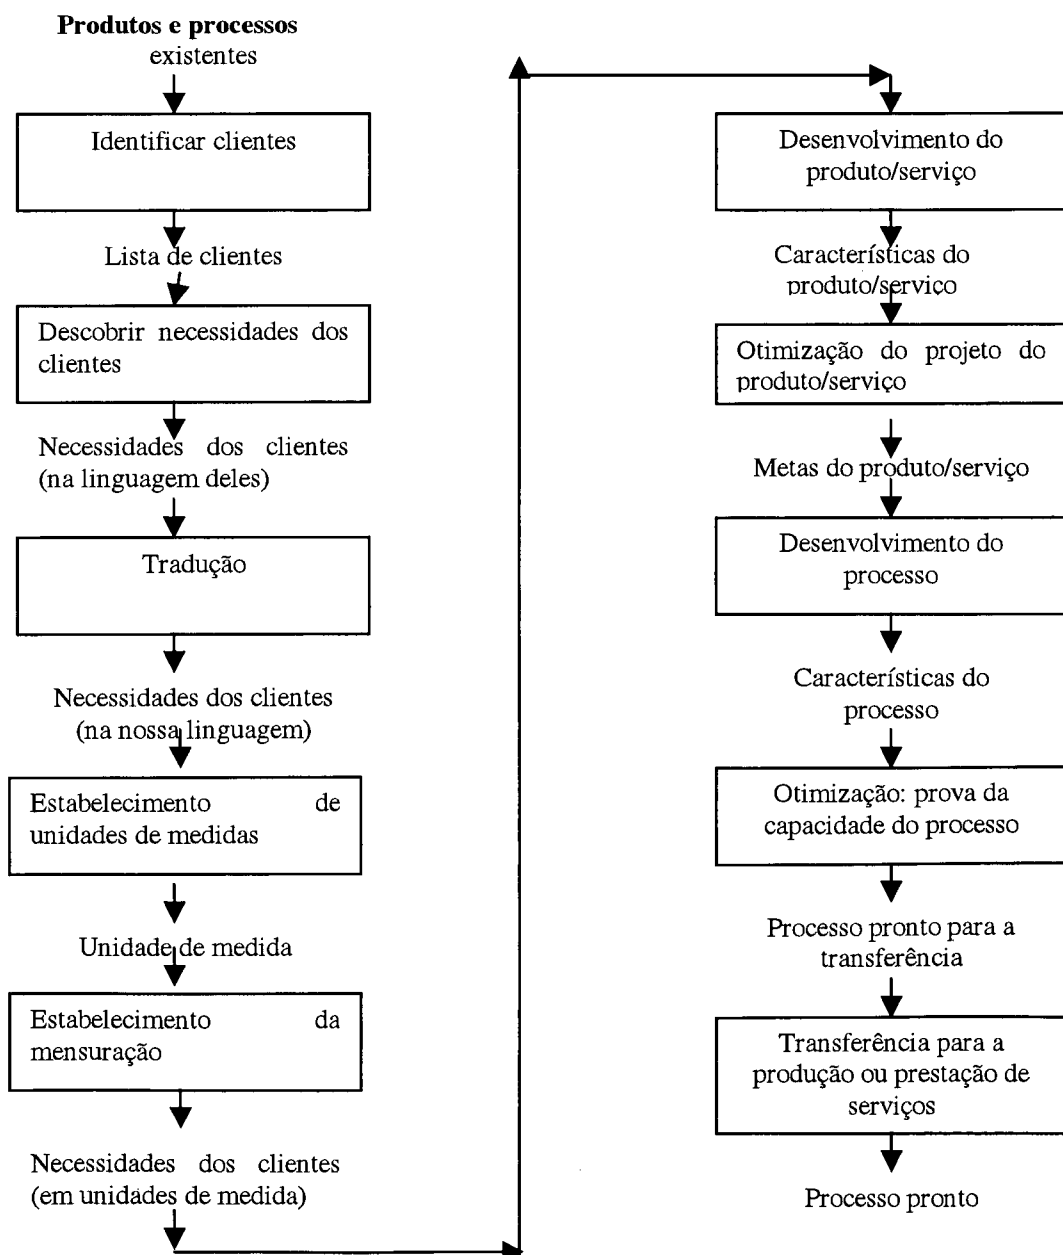 Produtos e processos
existentes
Identificar clientes
Lista de clientes
Descobrir necessidades dos
clientes
Necessidades dos clientes
(na linguagem deles)
Tradução
Necessidades dos clientes
(na nossa linguagem)
Estabelecimento de
unidades de medidas
Unidade de medida
Estabelecimento da
mensuração
Necessidades dos clientes
(em unidades de medida)
Desenvolvimento do
produto/serviço
Características do
produto/serviço
Otimização do projeto do
produto/serviço
Metas do produto/serviço
Desenvolvimento do
processo
Características do
processo
Otimização: prova da
capacidade do processo
Processo pronto para a
transferência
Transferência para a
produção ou prestação de
serviços
Processo pronto